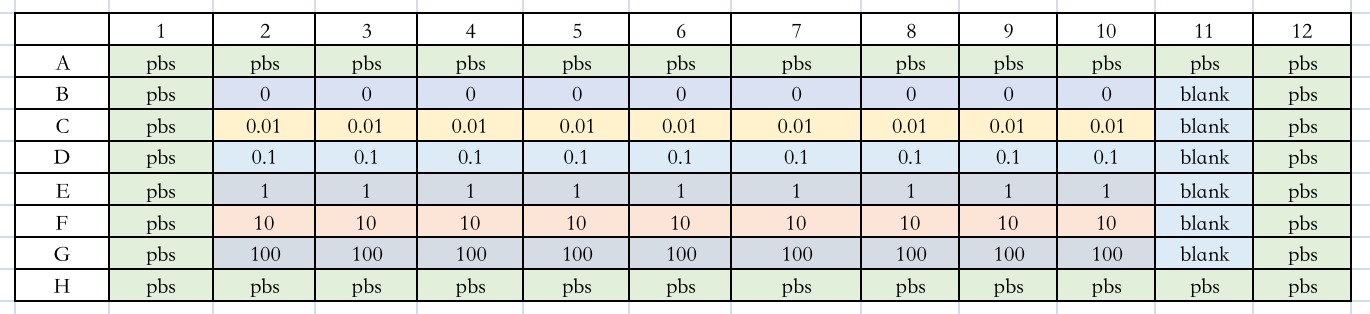 1 2 3 4 5 6 7 8 9 10 11 12
A pbs pbs pbs pbs pbs pbs pbs pbs pbs pbs pbs pbs
B pbs 0 0 0 0 0 0 0 0 0 blank pbs
C pbs 0.01 0.01 0.01 0.01 0.01 0.01 0.01 0.01 0.01 blank pbs
D pbs 0.1 0.1 0.1 0.1 0.1 0.1 0.1 0.1 0.1 blank pbs
E pbs 1 1 1 1 1 1 1 1 1 blank pbs
F pbs 10 10 10 10 10 10 10 10 10 blank pbs
G pbs 100 100 100 100 100 100 100 100 100 blank pbs
H pbs pbs pbs pbs pbs pbs pbs pbs pbs pbs pbs pbs